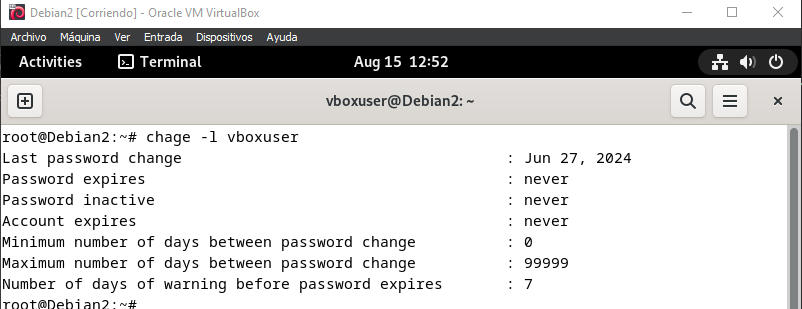 Debian2 [Corriendo] - Oracle VM VirtualBox
Archivo Máquina Ver Entrada Dispositivos Ayuda
Activities Terminal Aug 15 12:52
vboxuser@Debian2: ~
root@Debian2:~# chage -l vboxuser
Last password change : Jun 27, 2024
Password expires : never
Password inactive : never
Account expires : never
Minimum number of days between password change : 0
Maximum number of days between password change : 99999
Number of days of warning before password expires : 7
root@Debian2:~#